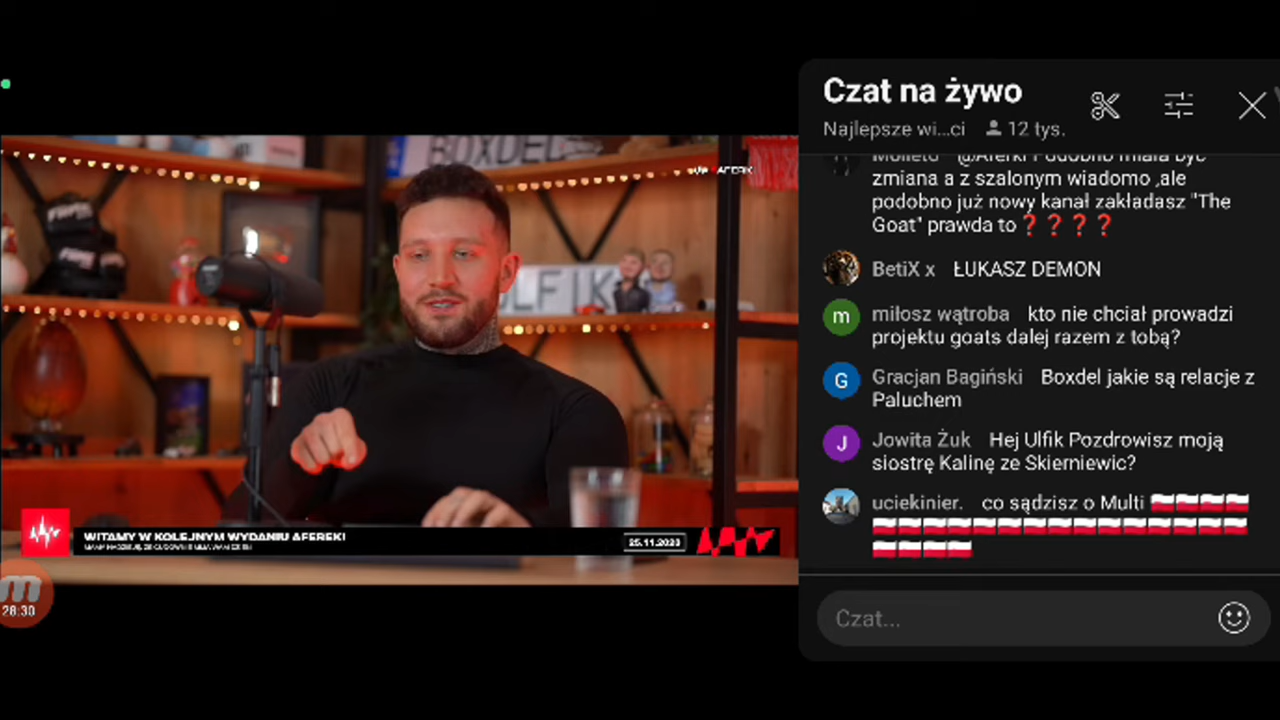 Czat na żywo
Najlepsze wi...ci 12 tys.
zmiana a z szalonym wiadomo ,ale
podobno już nowy kanał zakładasz "The
Goat" prawda to❓❓❓❓
BetiX x ŁUKASZ DEMON
m miłosz wątroba kto nie chciał prowadzi
projektu goats dalej razem z tobą?
G Gracjan Bagiński Boxdel jakie są relacje z
Paluchem
J Jowita Żuk Hej Ulfik Pozdrowisz moją
siostrę Kalinę ze Skierniewic?
uciekinier. co sądzisz o Multi 🇵🇱🇵🇱🇵🇱🇵🇱
🇵🇱🇵🇱🇵🇱🇵🇱🇵🇱🇵🇱🇵🇱🇵🇱🇵🇱🇵🇱🇵🇱🇵🇱🇵🇱🇵🇱🇵🇱
🇵🇱🇵🇱🇵🇱🇵🇱
Czat...
BOXDEL
AFERKI
WITAMY W KOLEJNYM WYDANIU AFEREK!
25.11.2023
28:30